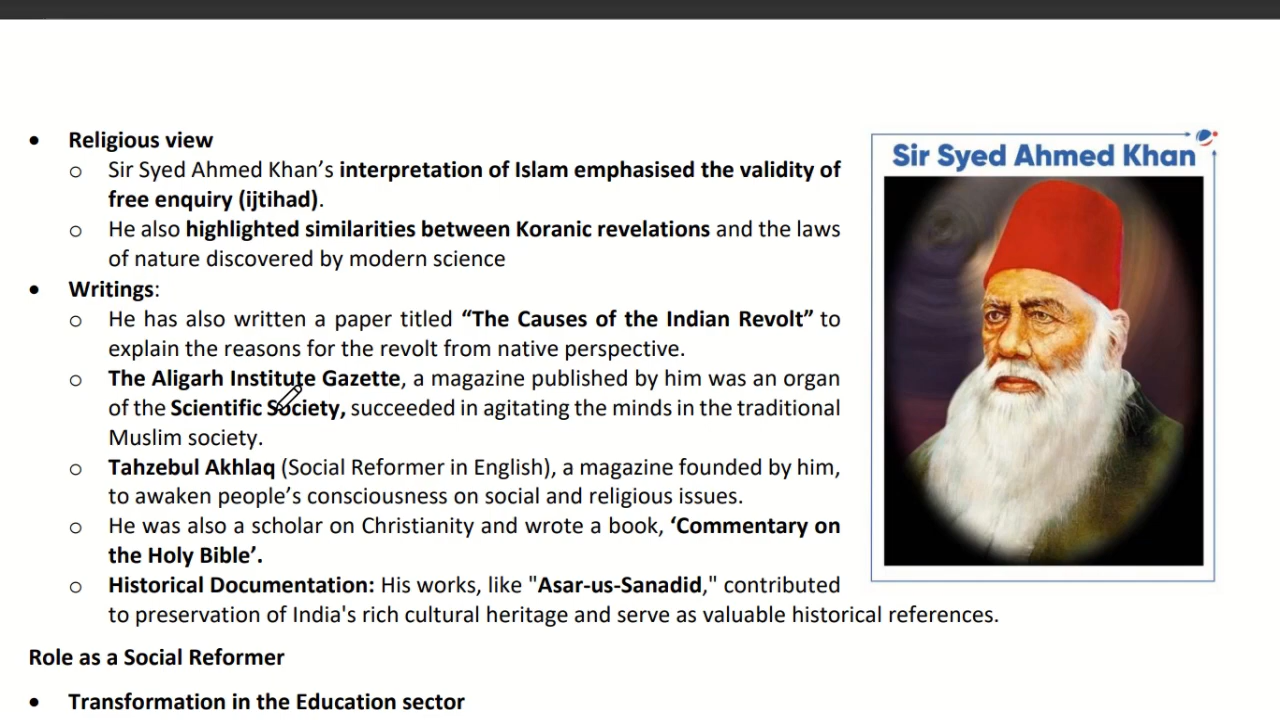 Religious view
Sir Syed Ahmed Khan’s interpretation of Islam emphasised the validity of
free enquiry (ijtihad).
He also highlighted similarities between Koranic revelations and the laws
of nature discovered by modern science
Writings:
He has also written a paper titled “The Causes of the Indian Revolt” to
explain the reasons for the revolt from native perspective.
The Aligarh Institute Gazette, a magazine published by him was an organ
of the Scientific Society, succeeded in agitating the minds in the traditional
Muslim society.
Tahzebul Akhlaq (Social Reformer in English), a magazine founded by him,
to awaken people’s consciousness on social and religious issues.
He was also a scholar on Christianity and wrote a book, ‘Commentary on
the Holy Bible’.
Historical Documentation: His works, like "Asar-us-Sanadid," contributed
to preservation of India's rich cultural heritage and serve as valuable historical references.
Role as a Social Reformer
Transformation in the Education sector
Sir Syed Ahmed Khan